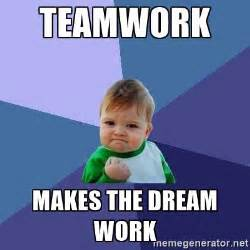 TEAMWORK
MAKES THE DREAM
WORK
memegenerator.net